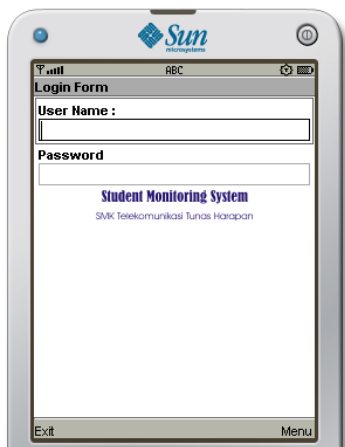 Sun
microsystems
ABC
Login Form
User Name :
Password
Student Monitoring System
SMK Telekomunikasi Tunas Harapan
Exit Menu